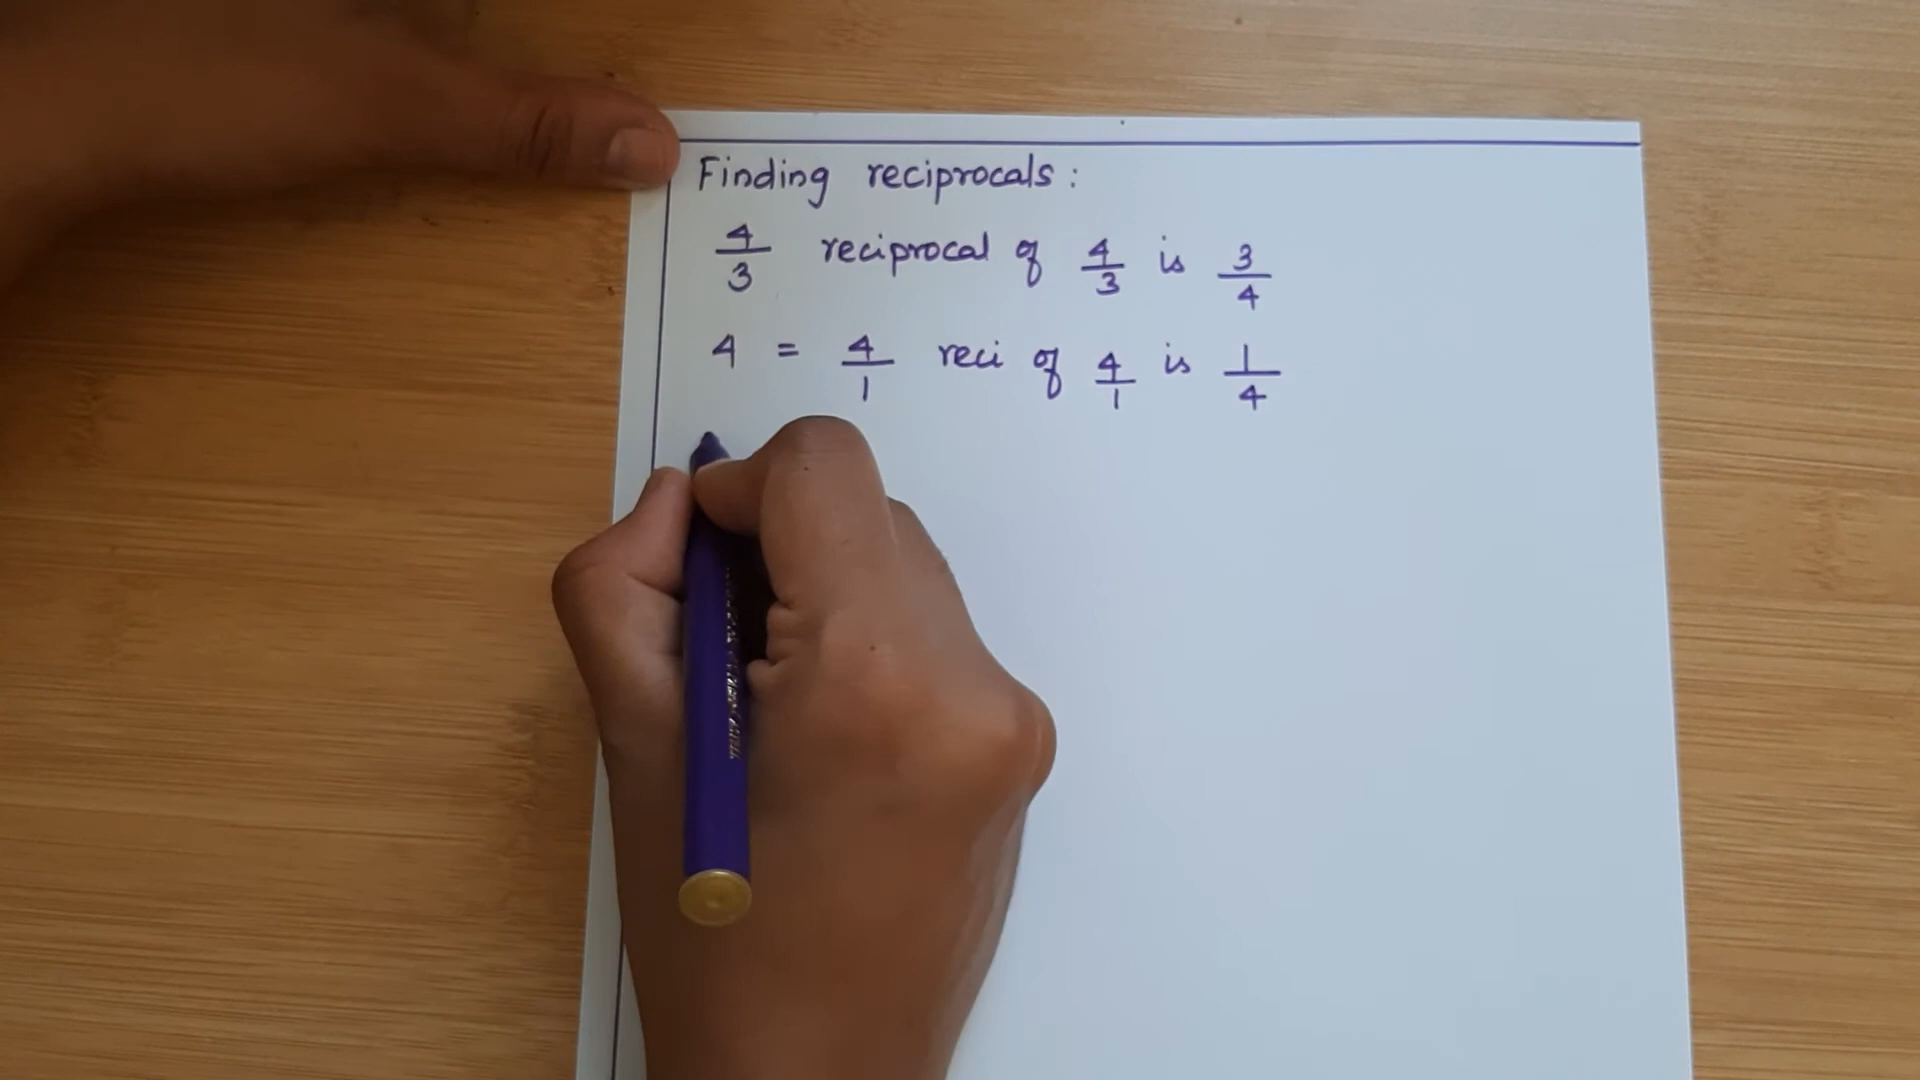 Finding reciprocals:
4/3 reciprocal of 4/3 is 3/4
4 = 4/1 reci of 4/1 is 1/4